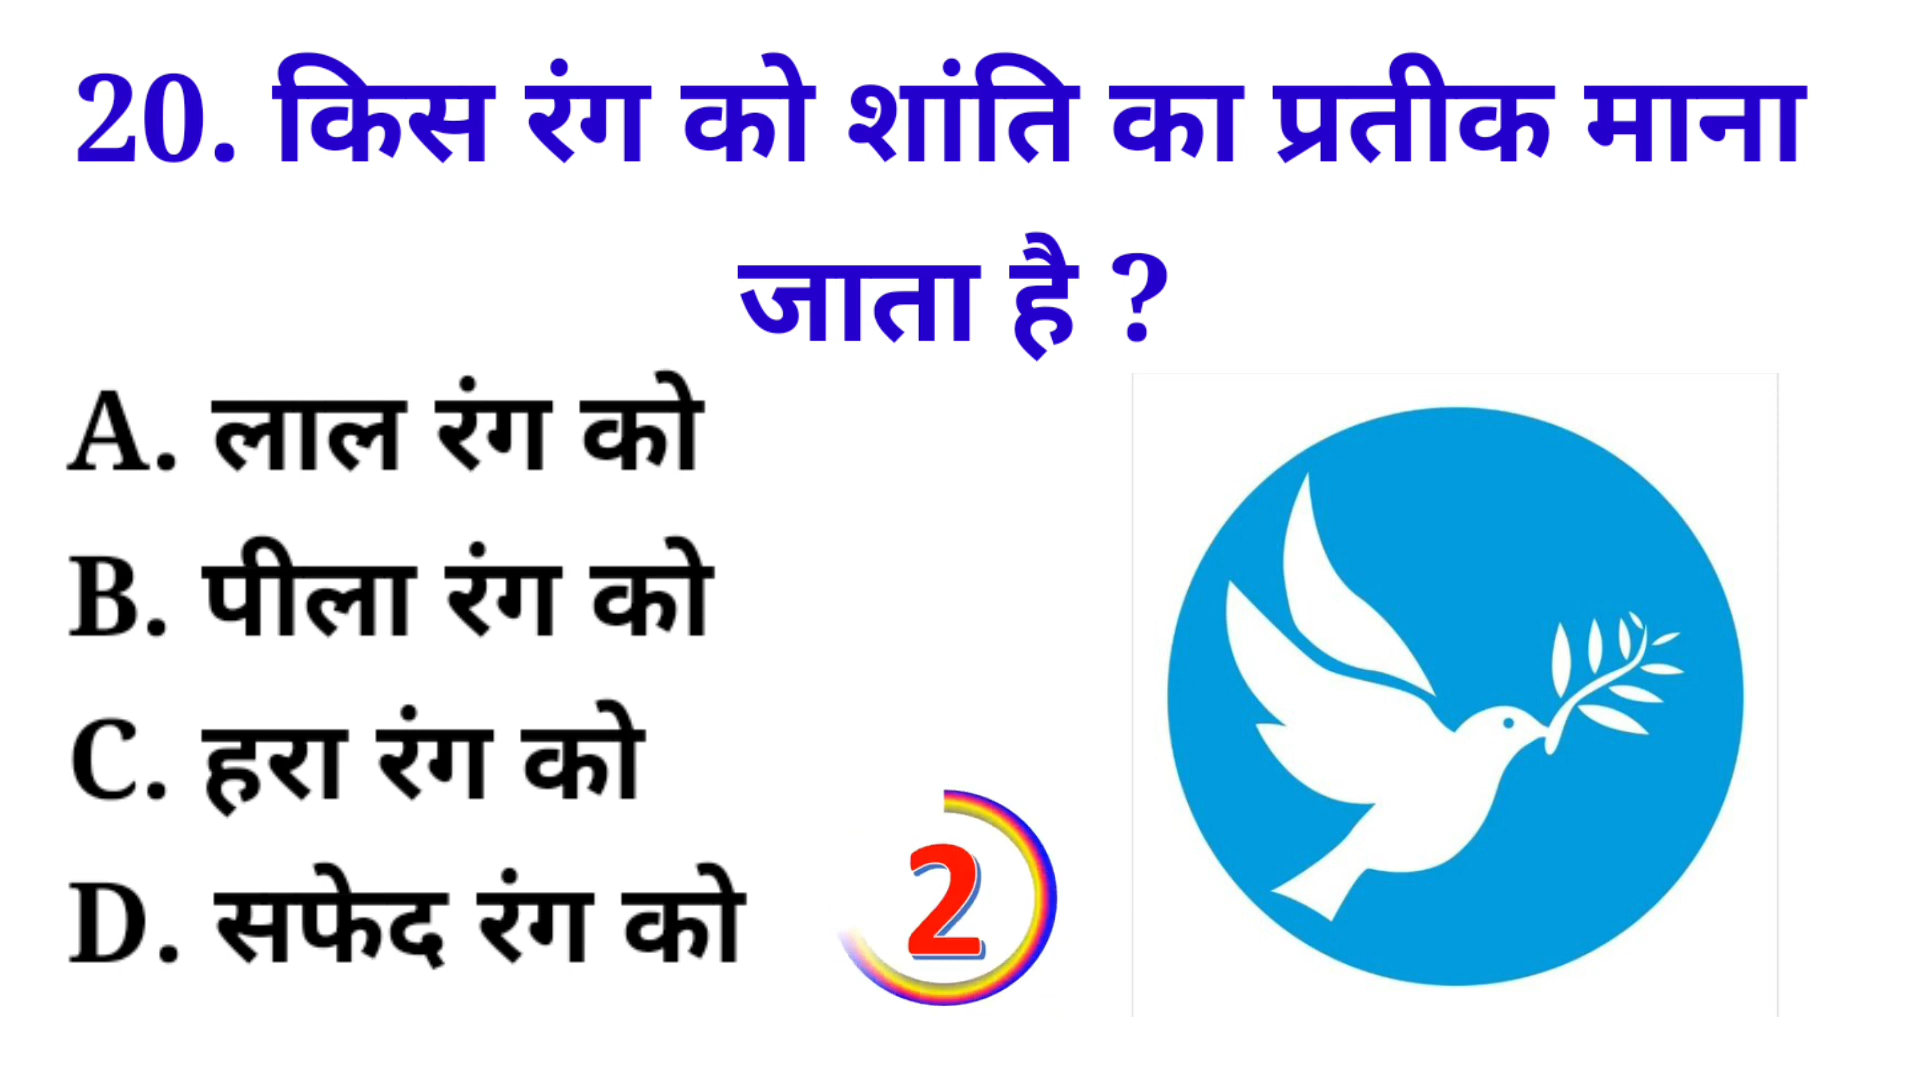 20. किस रंग को शांति का प्रतीक माना
जाता है ?
A. लाल रंग को
B. पीला रंग को
C. हरा रंग को
D. सफेद रंग को
2